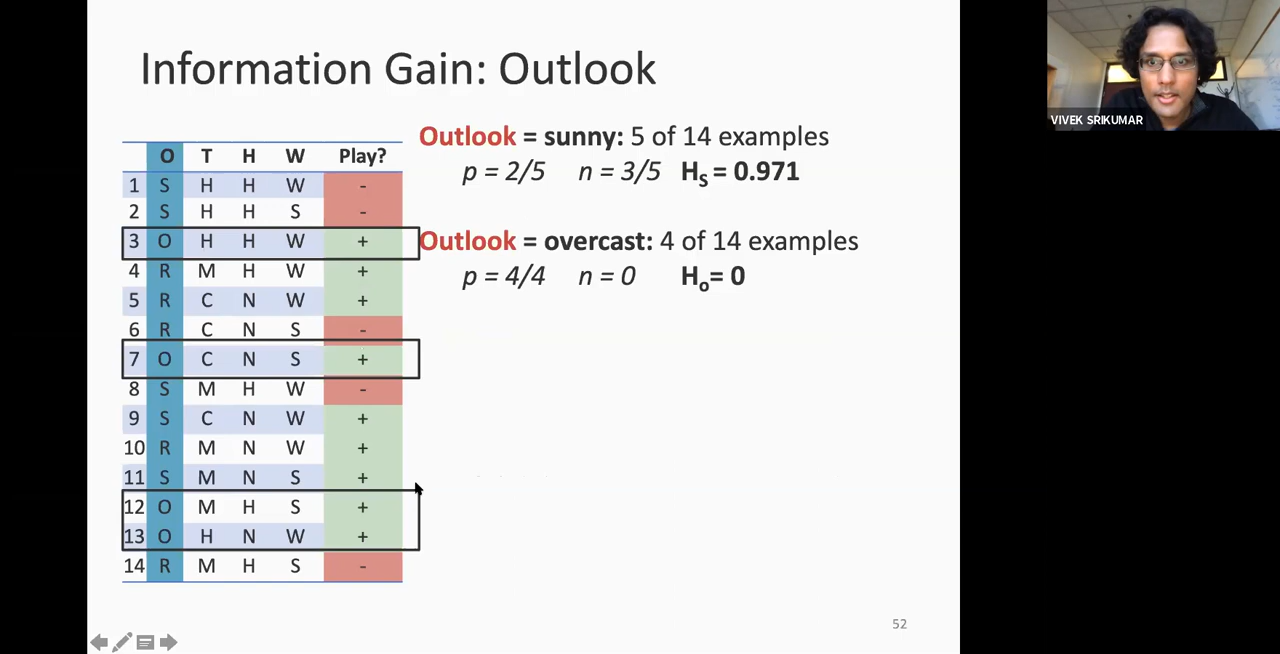 Information Gain: Outlook
O T H W Play?
1 S H H W -
2 S H H S -
3 O H H W +
4 R M H W +
5 R C N W +
6 R C N S -
7 O C N S +
8 S M H W -
9 S C N W +
10 R M N W +
11 S M N S +
12 O M H S +
13 O H N W +
14 R M H S -
Outlook = sunny: 5 of 14 examples
p = 2/5 n = 3/5 HS = 0.971
Outlook = overcast: 4 of 14 examples
p = 4/4 n = 0 Ho= 0
52
VIVEK SRIKUMAR